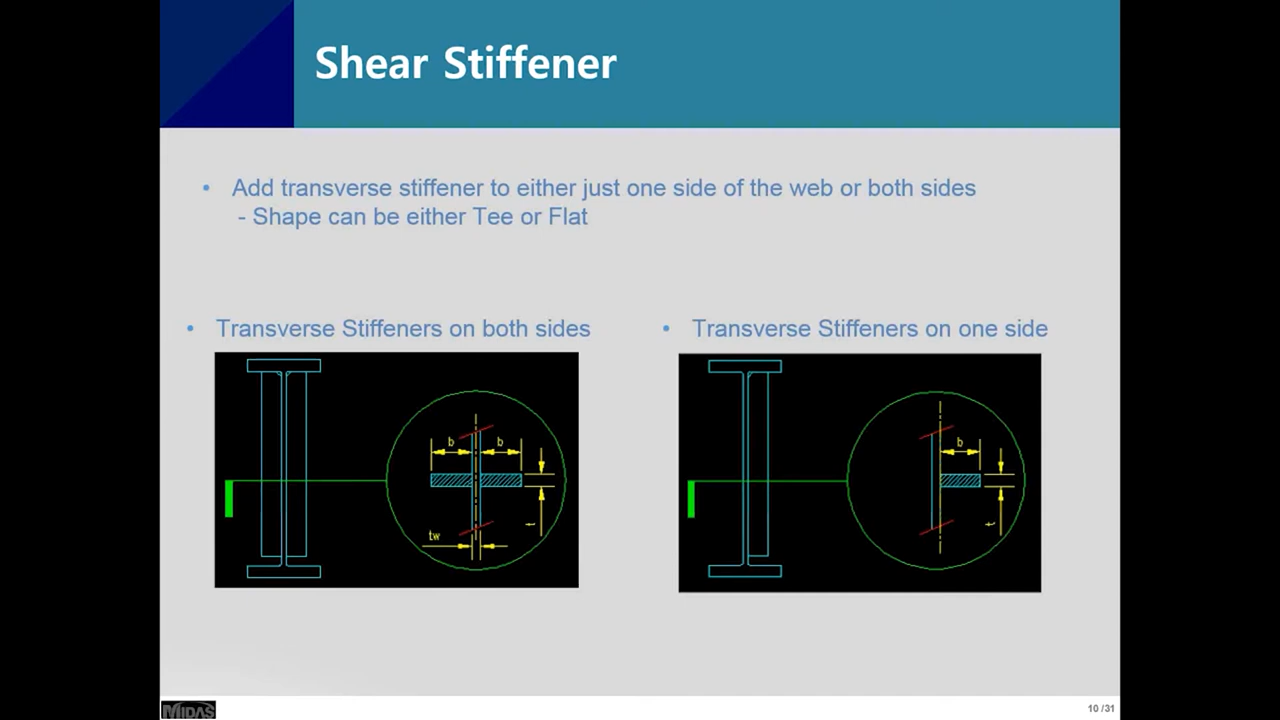 Shear Stiffener
• Add transverse stiffener to either just one side of the web or both sides
- Shape can be either Tee or Flat
• Transverse Stiffeners on both sides
b b
t
tw
• Transverse Stiffeners on one side
b
t
MIDAS
10 /31